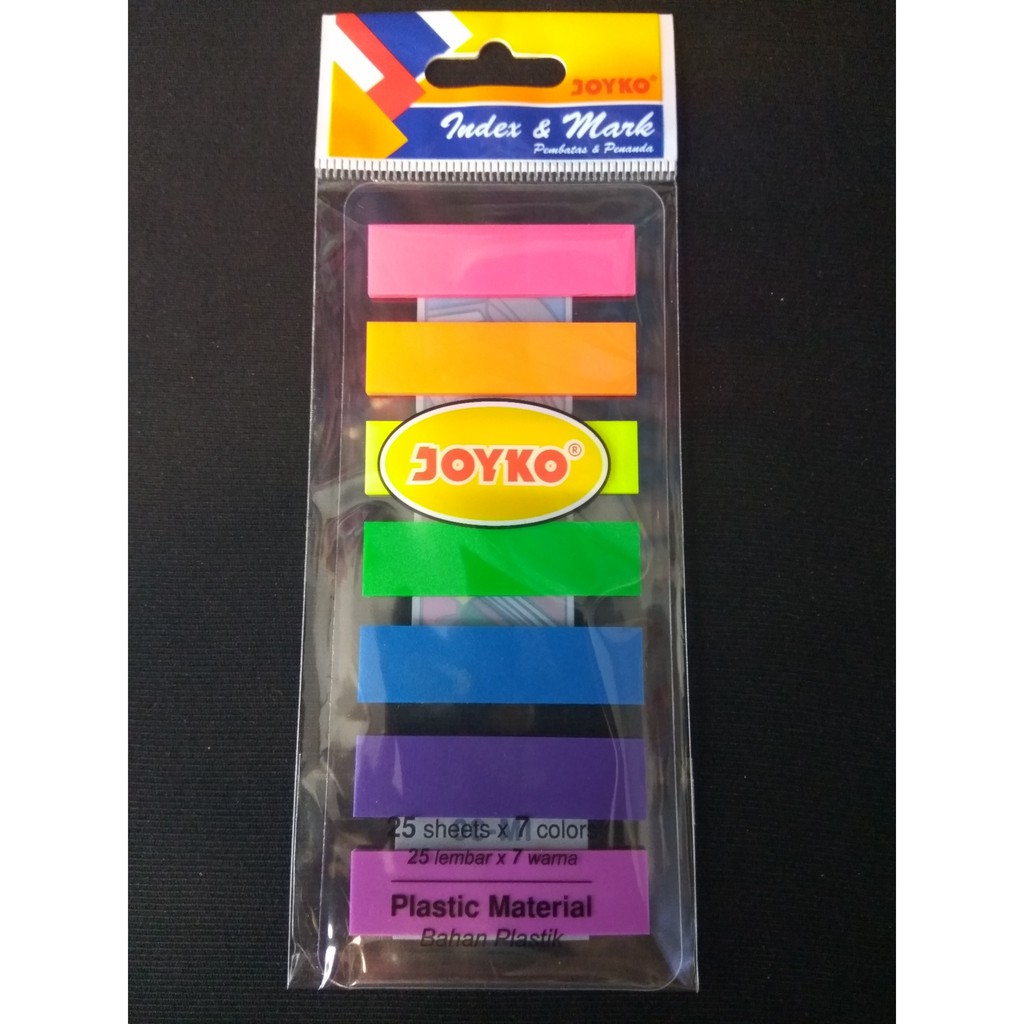 JOYKO®
Index & Mark
Pembatas & Penanda
JOYKO®
25 sheets x 7 colors
25 lembar x 7 warna
Plastic Material
Bahan Plastik